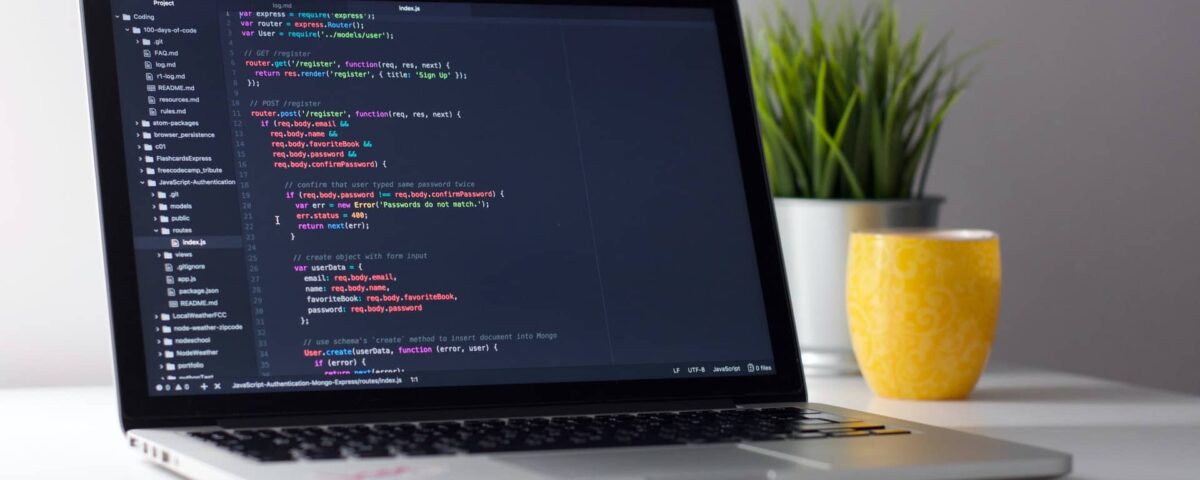 Project
Coding
100-days-of-code
.git
FAQ.md
log.md
r1-log.md
README.md
resources.md
rules.md
atom-packages
browser_persistence
c01
FlashcardsExpress
freecodecamp_tribute
JavaScript-Authentication
.git
models
public
routes
index.js
views
.gitignore
app.js
package.json
README.md
LocalWeatherFCC
node-weather-zipcode
nodeschool
NodeWeather
portfolio
pythonTest
log.md
index.js
1 var express = require('express');
2 var router = express.Router();
3 var User = require('../models/user');
4
5 // GET /register
6 router.get('/register', function(req, res, next) {
7 return res.render('register', { title: 'Sign Up' });
8 });
9
10 // POST /register
11 router.post('/register', function(req, res, next) {
12 if (req.body.email &&
13 req.body.name &&
14 req.body.favoriteBook &&
15 req.body.password &&
16 req.body.confirmPassword) {
17
18 // confirm that user typed same password twice
19 if (req.body.password !== req.body.confirmPassword) {
20 var err = new Error('Passwords do not match.');
21 err.status = 400;
22 return next(err);
23 }
24
25 // create object with form input
26 var userData = {
27 email: req.body.email,
28 name: req.body.name,
29 favoriteBook: req.body.favoriteBook,
30 password: req.body.password
31 };
32
33 // use schema's `create` method to insert document into Mongo
34 User.create(userData, function (error, user) {
35 if (error) {
return next(error);
0 0 + × JavaScript-Authentication-Mongo-Express/routes/index.js 1:1
LF UTF-8 JavaScript 0 files